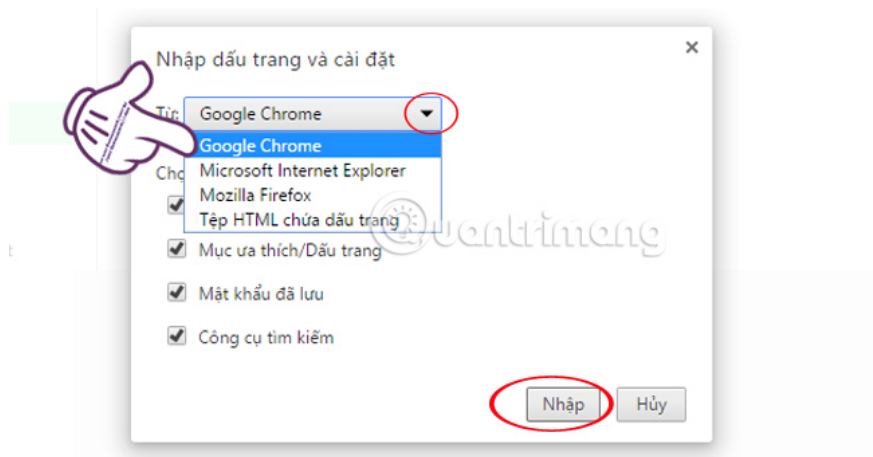 Nhập dấu trang và cài đặt
Từ: Google Chrome
Google Chrome
Microsoft Internet Explorer
Mozilla Firefox
Tệp HTML chứa dấu trang
Quantrimang
Mục ưa thích/Dấu trang
Mật khẩu đã lưu
Công cụ tìm kiếm
Nhập Hủy